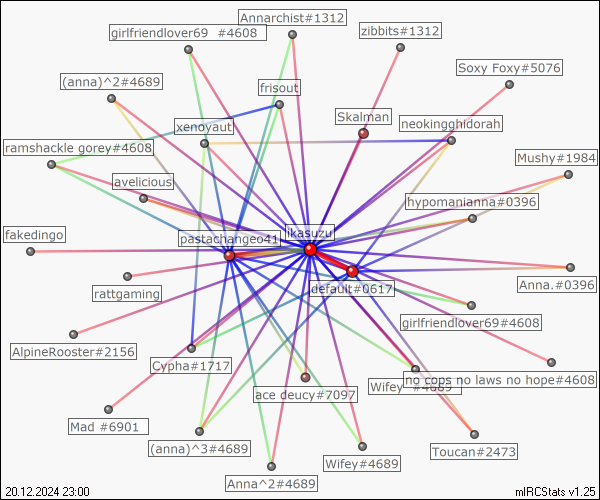 Annarchist#1312
girlfriendlover69 #4608
zibbits#1312
Soxy Foxy#5076
(anna)^2#4689
frisout
Skalman
xenoyaut
neokingghidorah
ramshackle gorey#4608
Mushy#1984
avelicious
hypomanianna#0396
fakedingo
pastachangeo41
ikasuzu
rattgaming
default#0617
Anna.#0396
girlfriendlover69#4608
AlpineRooster#2156
Cypha#1717
ace deucy#7097
Wifey #4689
no cops no laws no hope#4608
Mad #6901
(anna)^3#4689
Toucan#2473
Wifey#4689
Anna^2#4689
20.12.2024 23:00
mIRCStats v1.25